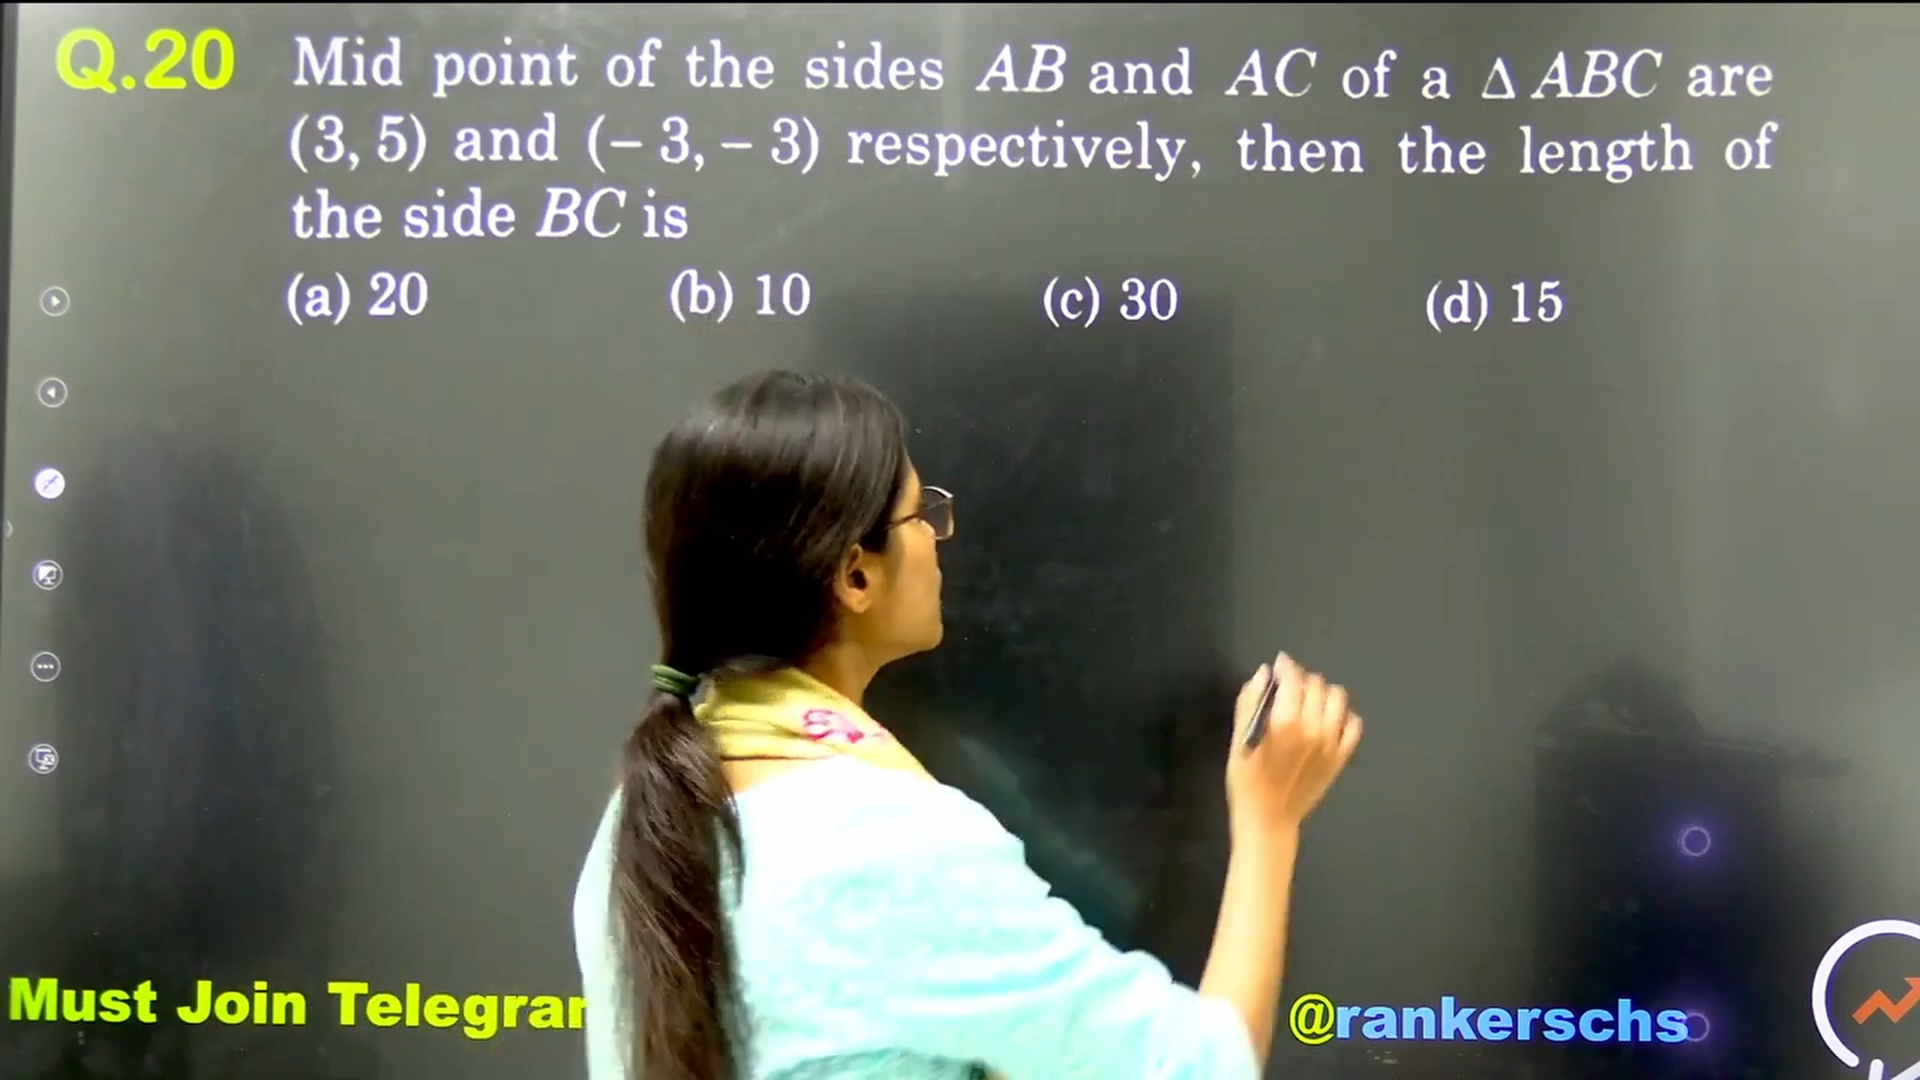 Q.20 Mid point of the sides AB and AC of a Δ ABC are
(3, 5) and (– 3, – 3) respectively, then the length of
the side BC is
(a) 20 (b) 10 (c) 30 (d) 15
Must Join Telegram @rankerschs